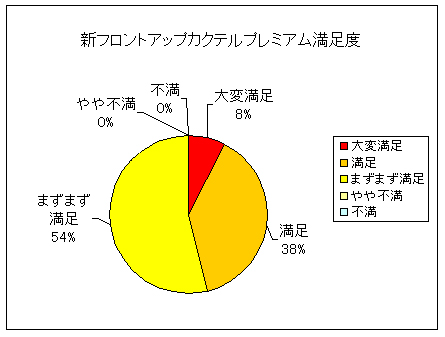 新フロントアップカクテルプレミアム満足度
不満
0%
大変満足
8%
やや不満
0%
まずまず
満足
54%
満足
38%
大変満足
満足
まずまず満足
やや不満
不満